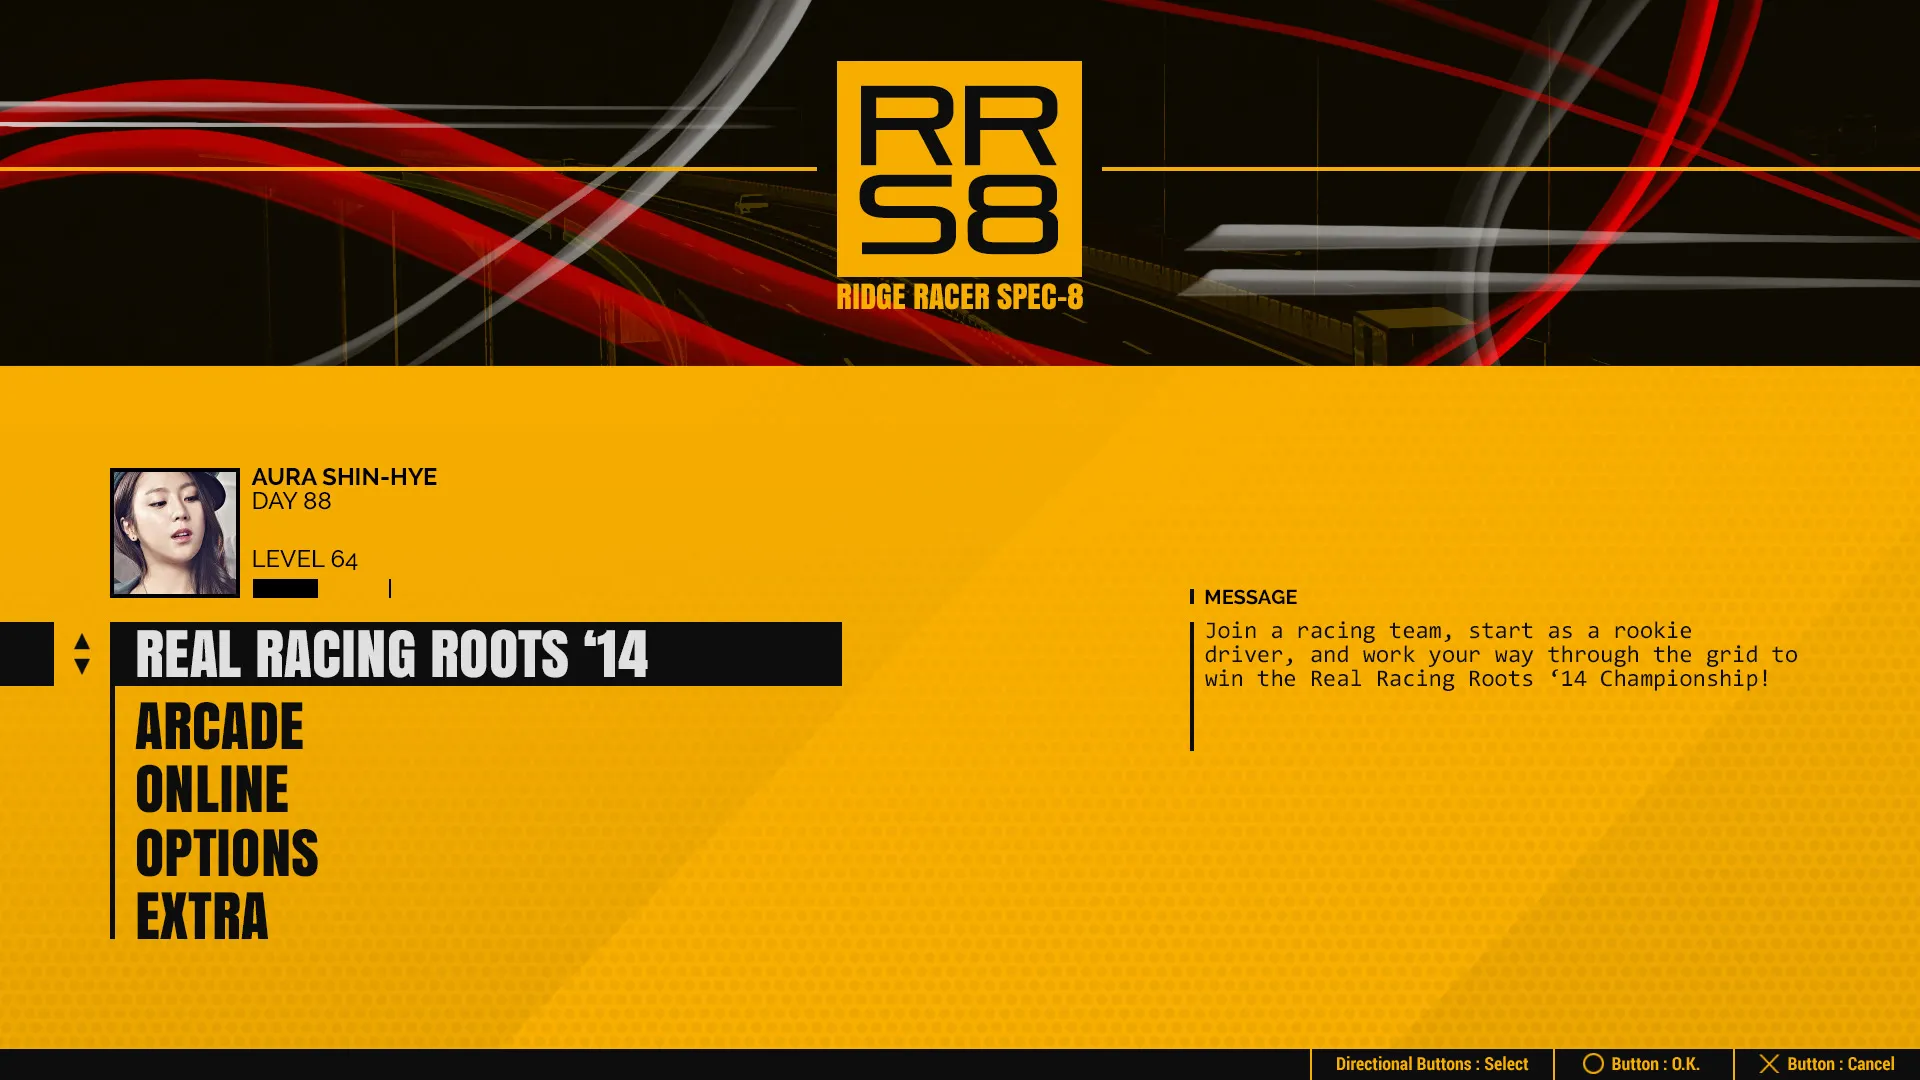 RR
S8
RIDGE RACER SPEC-8
AURA SHIN-HYE
DAY 88
LEVEL 64
REAL RACING ROOTS ‘14
ARCADE
ONLINE
OPTIONS
EXTRA
MESSAGE
Join a racing team, start as a rookie
driver, and work your way through the grid to
win the Real Racing Roots ‘14 Championship!
Directional Buttons : Select
Button : O.K.
Button : Cancel